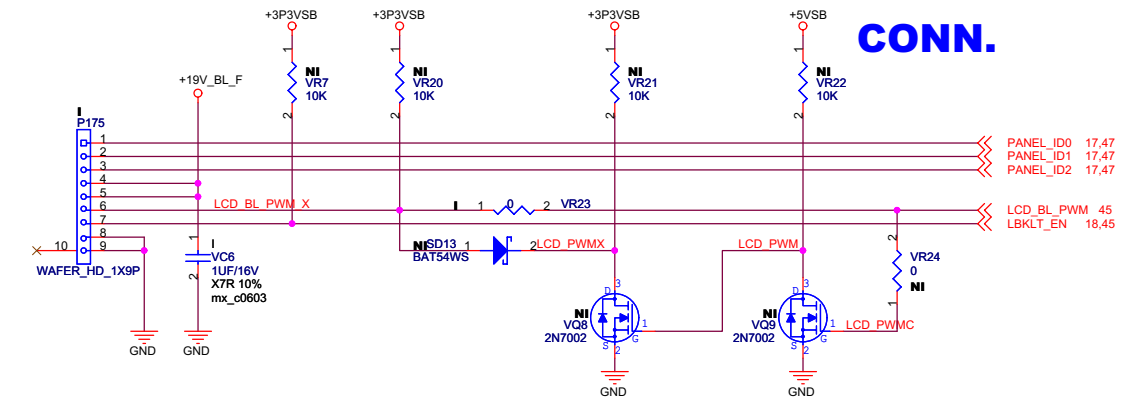 +3P3VSB
+3P3VSB
+3P3VSB
+5VSB
CONN.
1
1
1
1
NI
VR7
10K
NI
VR20
10K
NI
VR21
10K
NI
VR22
10K
2
2
2
2
+19V_BL_F
I
P175
1
2
3
4
5
6
7
8
9
10
WAFER_HD_1X9P
PANEL_ID0 17,47
PANEL_ID1 17,47
PANEL_ID2 17,47
LCD_BL_PWM_X
I
1
0
2
VR23
LCD_BL_PWM 45
LBKLT_EN 18,45
1
I
VC6
1UF/16V
X7R 10%
mx_c0603
2
NI
SD13
BAT54WS
1
2
LCD_PWMX
LCD_PWM
2
VR24
0
NI
1
LCD_PWMC
3
D
NI
VQ8
2N7002
1
G
S
2
3
D
NI
VQ9
2N7002
1
G
S
2
GND
GND
GND
GND